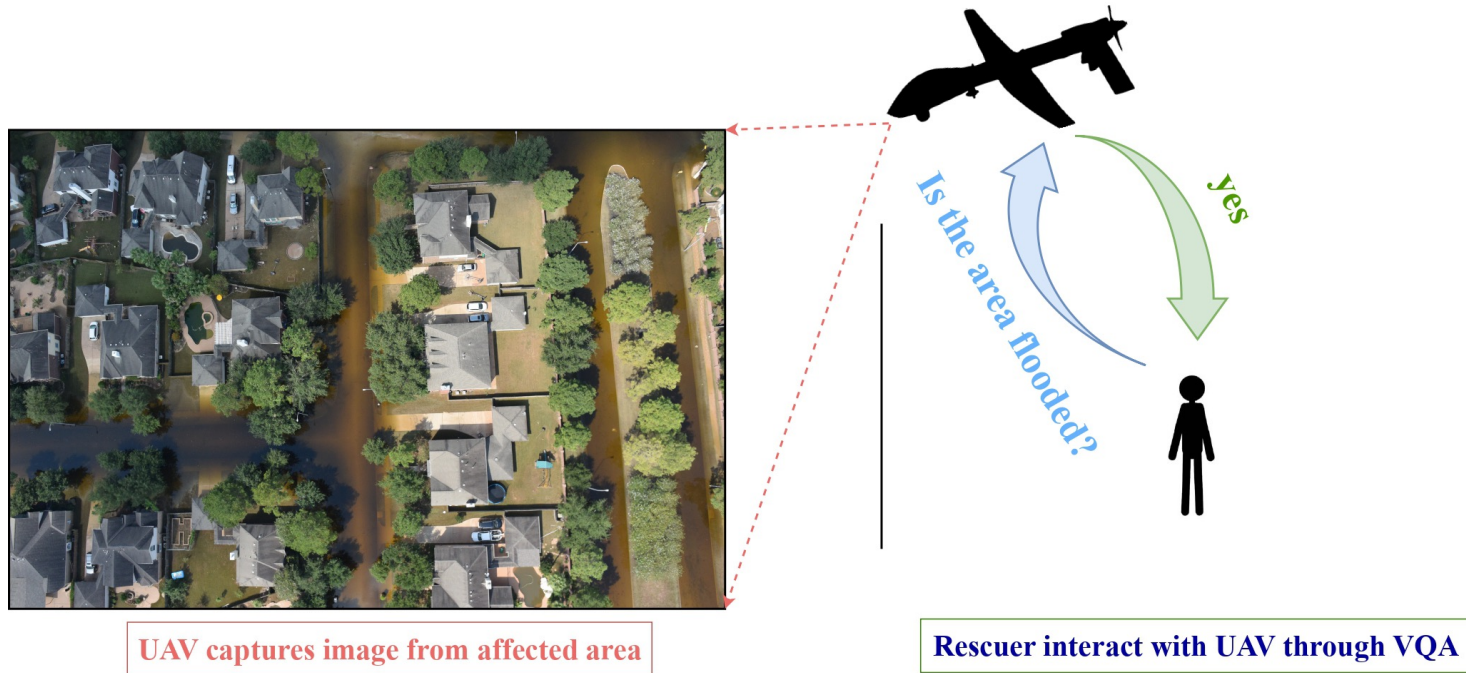 Is the area flooded?
yes
UAV captures image from affected area
Rescuer interact with UAV through VQA